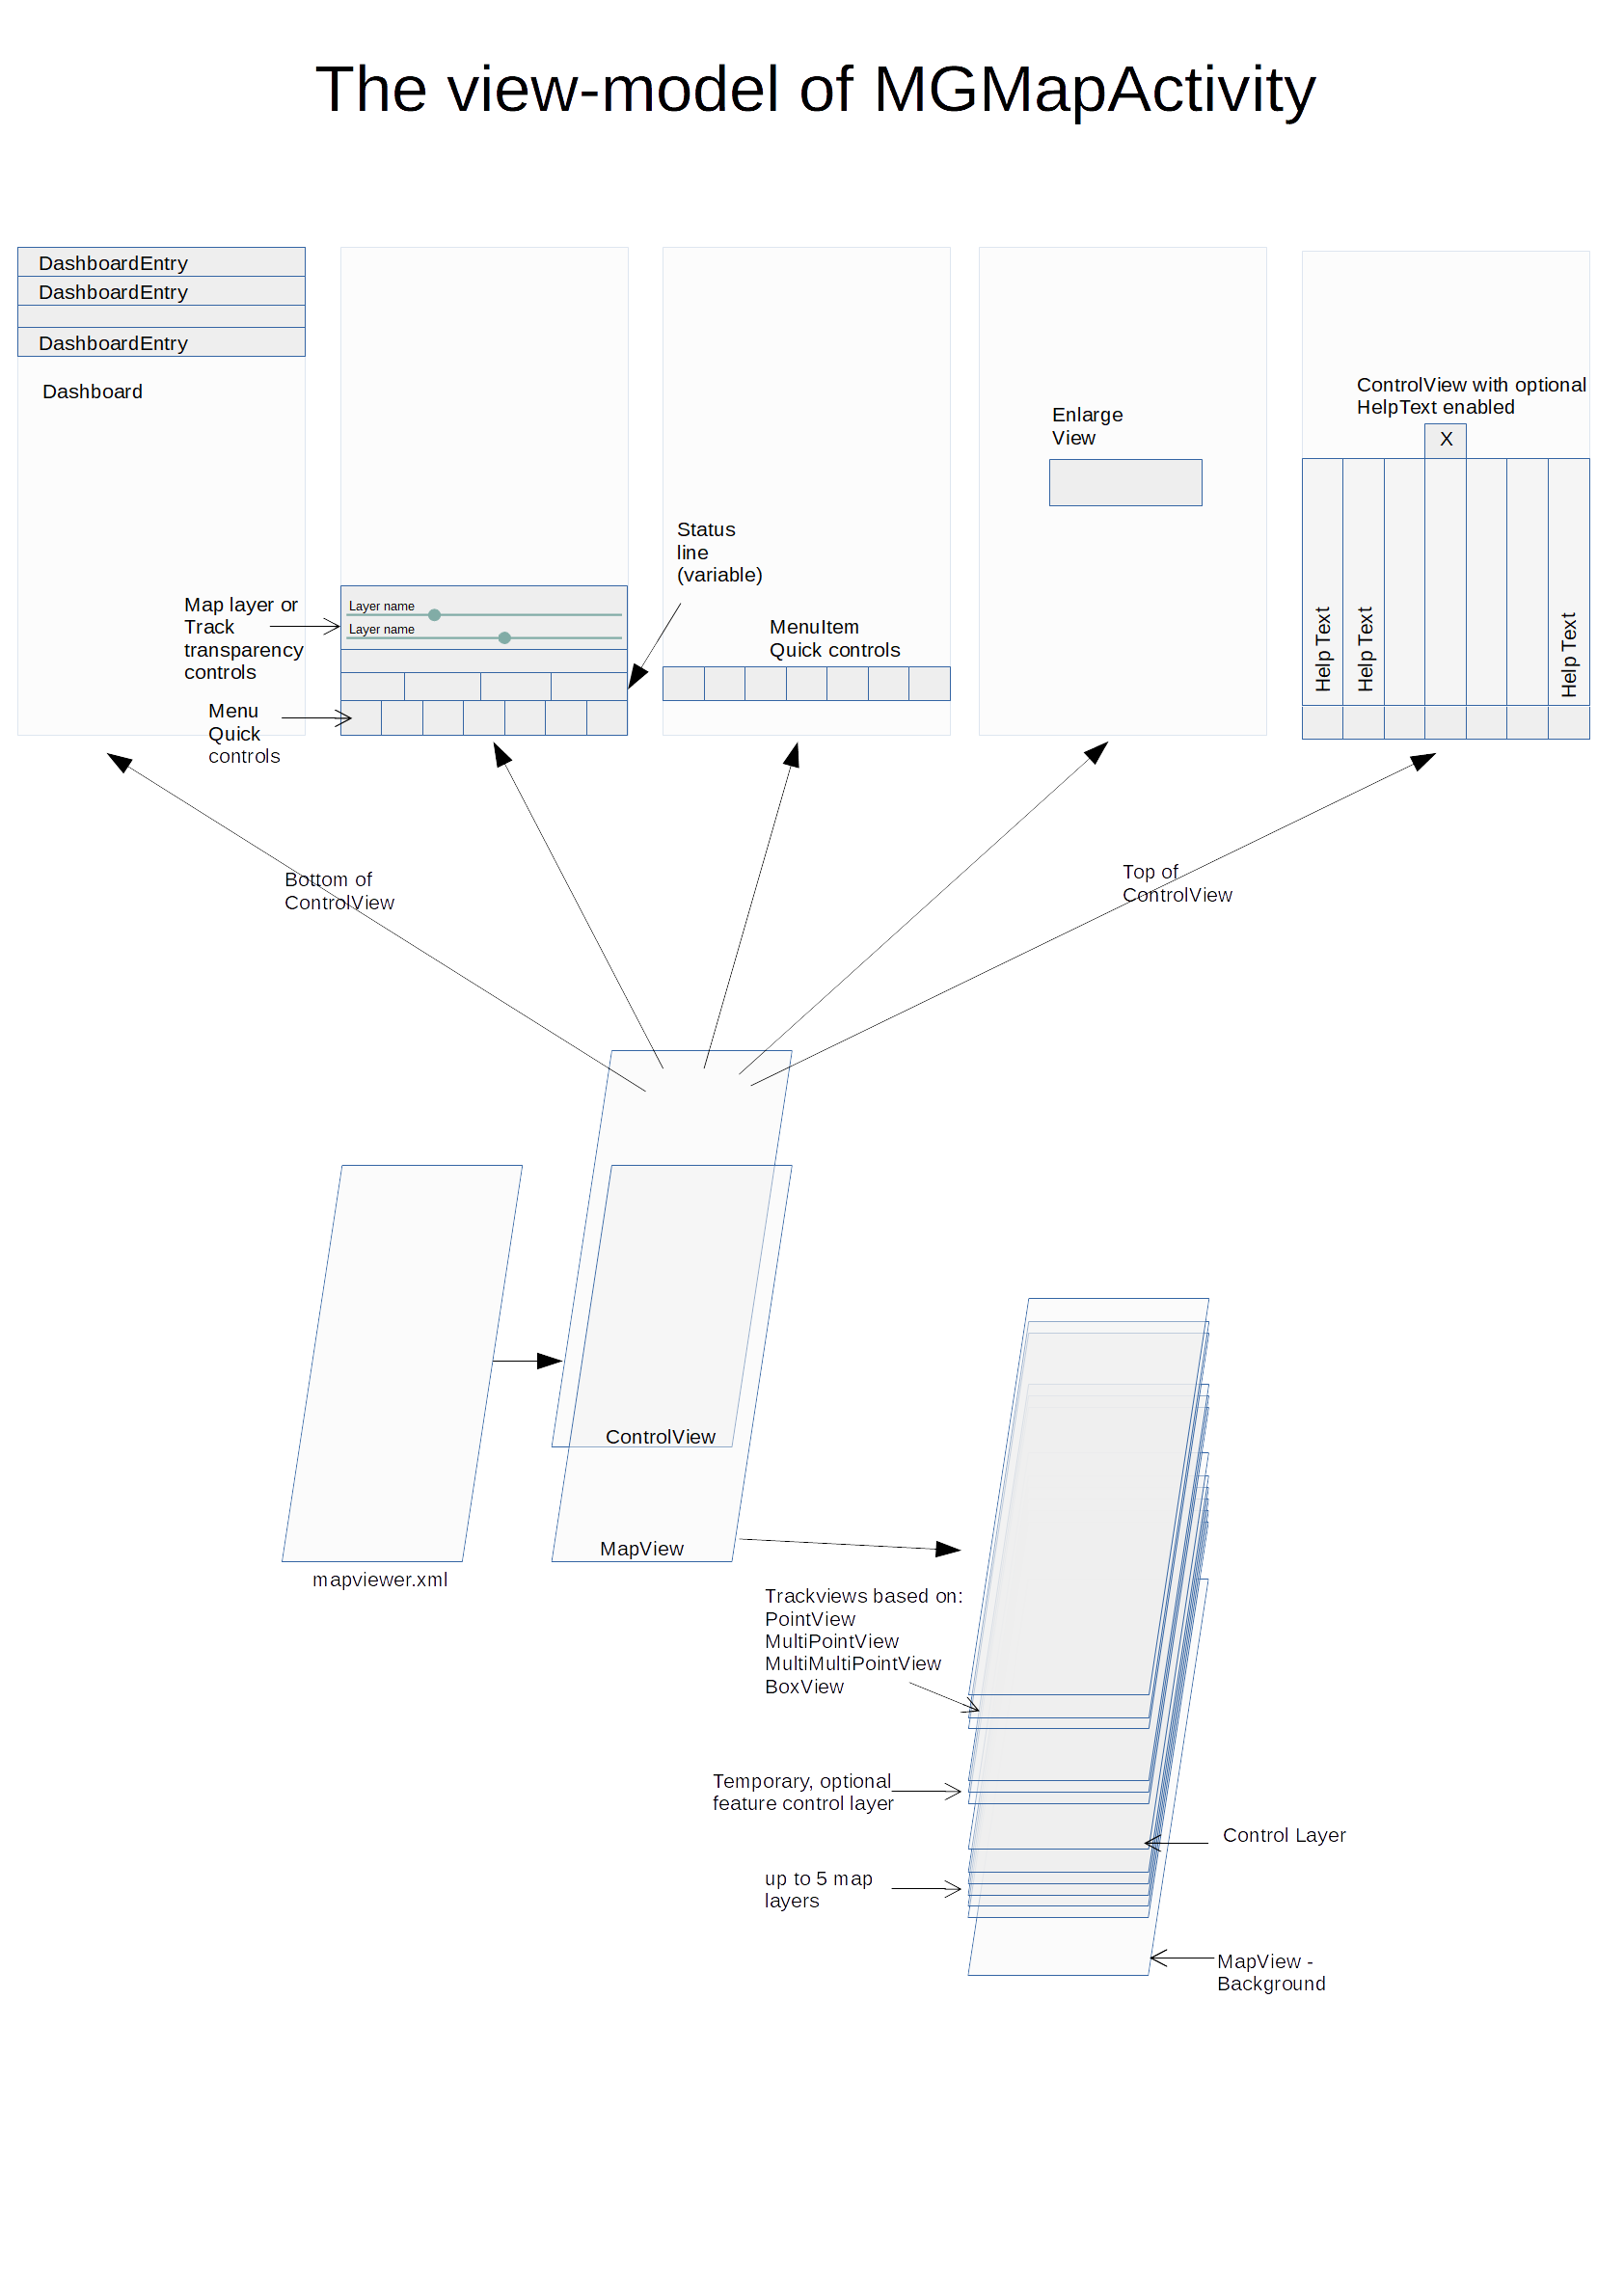 The view-model of MGMapActivity
DashboardEntry
DashboardEntry
DashboardEntry
Dashboard
Map layer or
Track
transparency
controls
Menu
Quick
controls
Layer name
Layer name
Status
line
(variable)
MenuItem
Quick controls
Enlarge
View
ControlView with optional
HelpText enabled
X
Help Text
Help Text
Help Text
Bottom of
ControlView
Top of
ControlView
ControlView
MapView
mapviewer.xml
Trackviews based on:
PointView
MultiPointView
MultiMultiPointView
BoxView
Temporary, optional
feature control layer
Control Layer
up to 5 map
layers
MapView -
Background